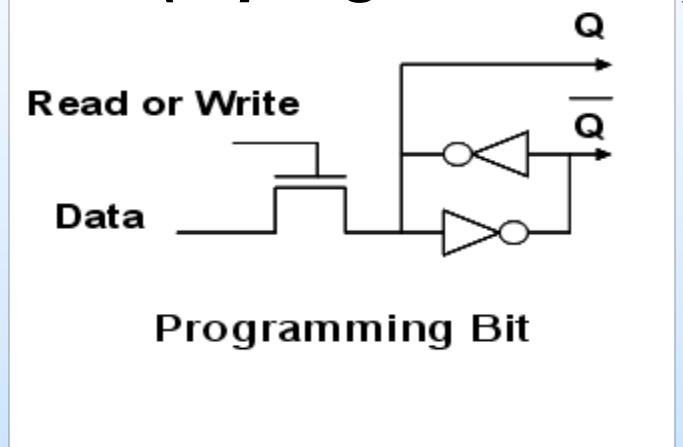 Q
Read or Write
Q̅
Data
Programming Bit